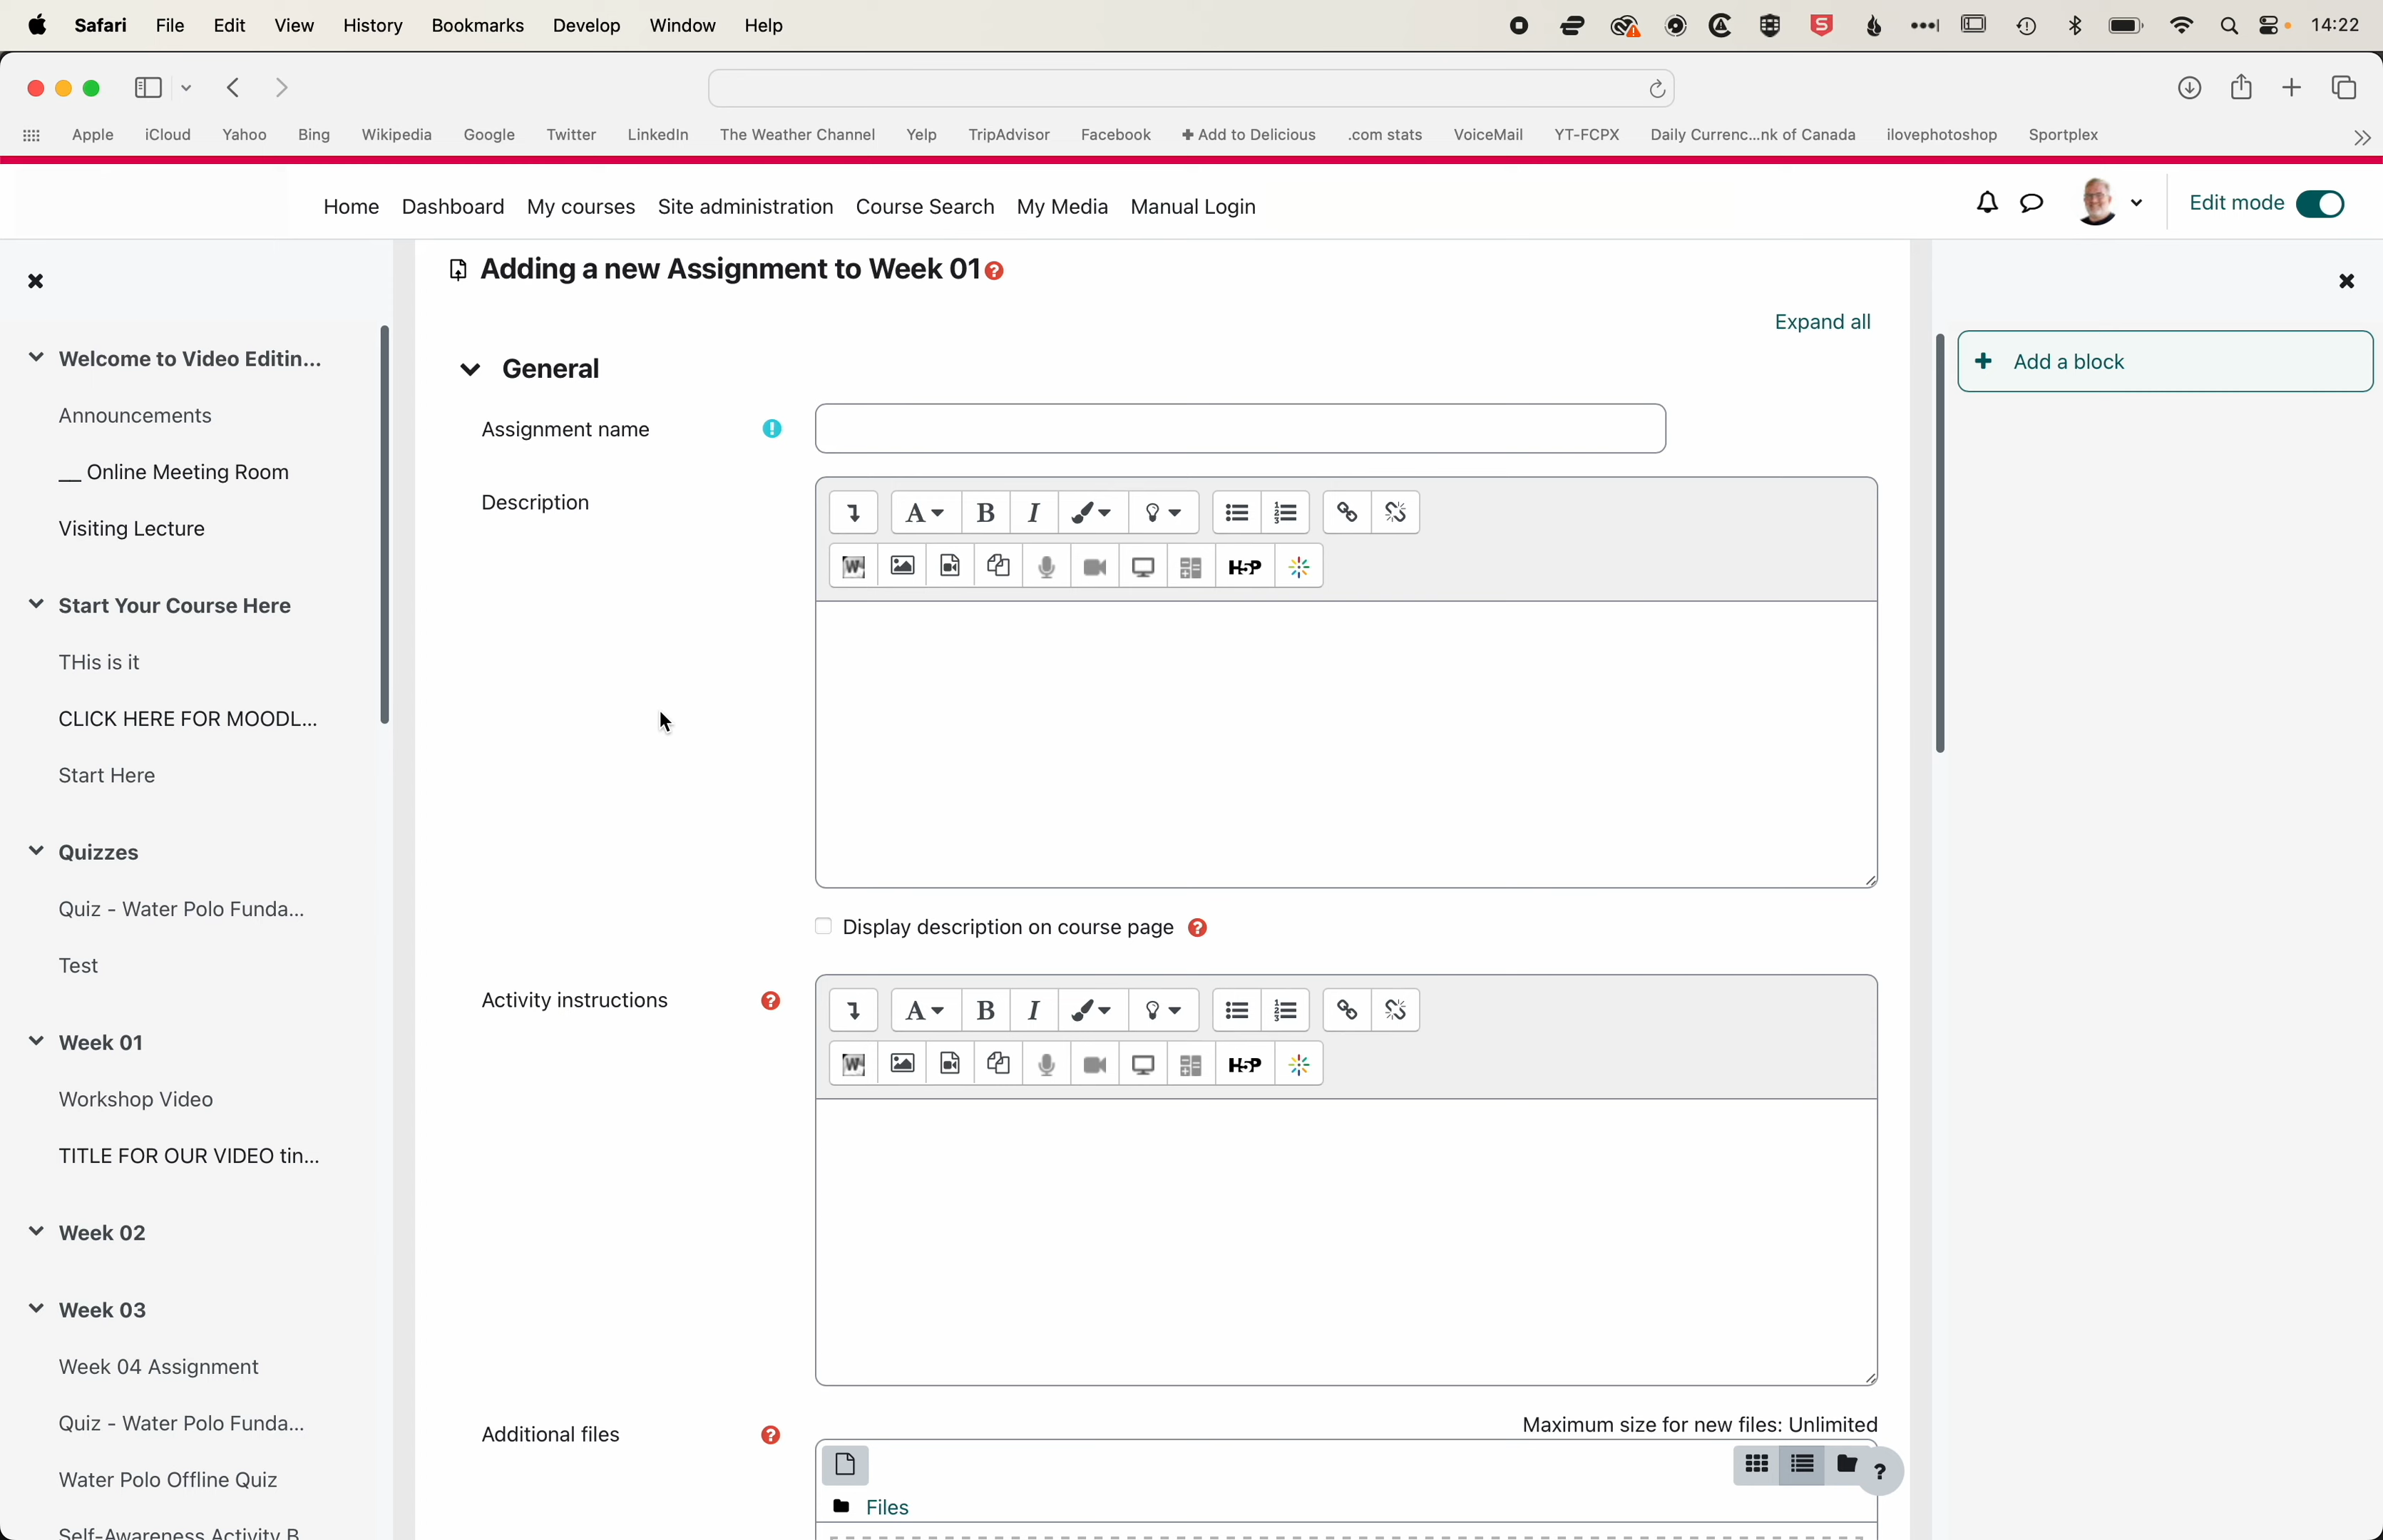 Safari File Edit View History Bookmarks Develop Window Help 14:22
Apple iCloud Yahoo Bing Wikipedia Google Twitter LinkedIn The Weather Channel Yelp TripAdvisor Facebook + Add to Delicious .com stats VoiceMail YT-FCPX Daily Currenc...nk of Canada ilovephotoshop Sportplex
Home Dashboard My courses Site administration Course Search My Media Manual Login Edit mode
Adding a new Assignment to Week 01
Expand all
Welcome to Video Editin...
Announcements
__ Online Meeting Room
Visiting Lecture
Start Your Course Here
THis is it
CLICK HERE FOR MOODL...
Start Here
Quizzes
Quiz - Water Polo Funda...
Test
Week 01
Workshop Video
TITLE FOR OUR VIDEO tin...
Week 02
Week 03
Week 04 Assignment
Quiz - Water Polo Funda...
Water Polo Offline Quiz
Self-Awareness Activity B
General
Assignment name
Description
A B I
H5P
Display description on course page
Activity instructions
A B I
H5P
Additional files
Maximum size for new files: Unlimited
Files
+ Add a block